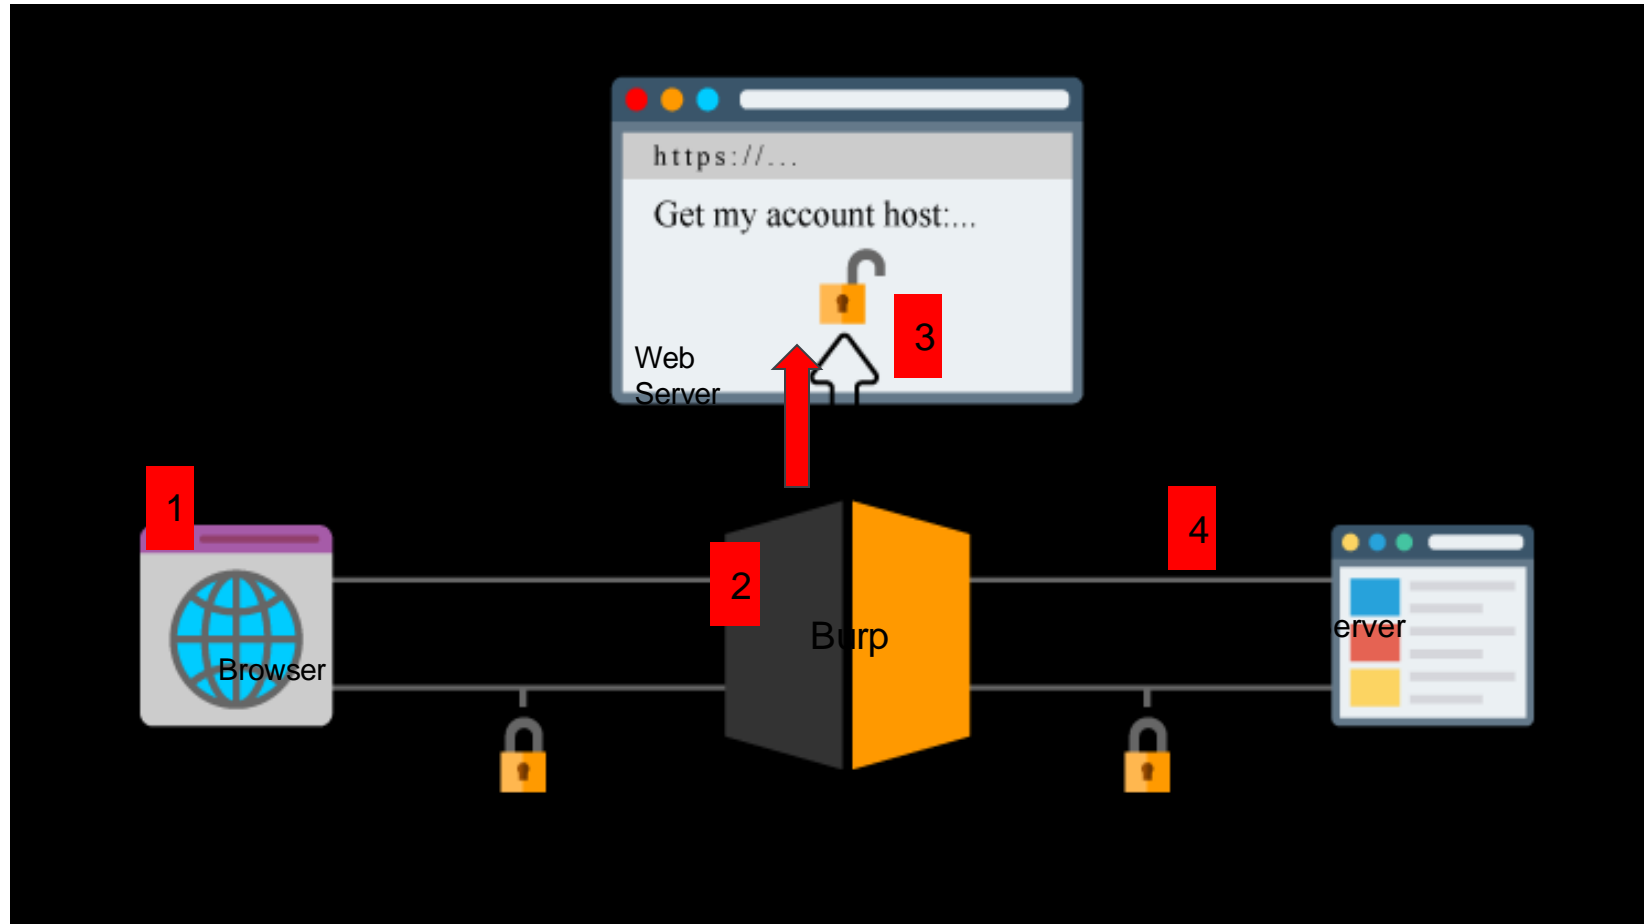 https://...
Get my account host:...
3
Web
Server
1
4
2
Burp
erver
Browser